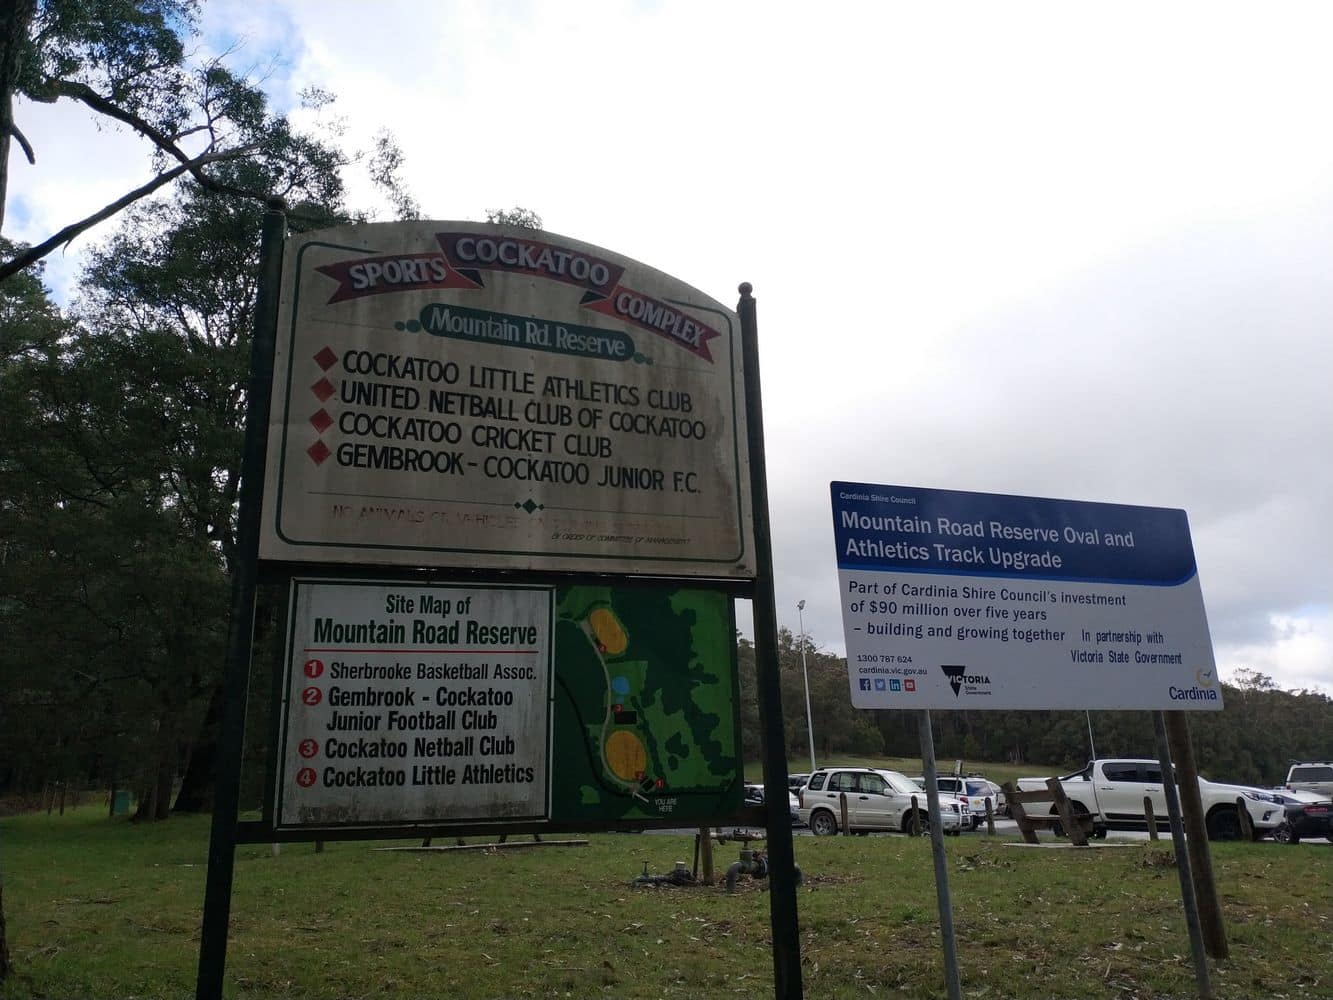 SPORTS COCKATOO COMPLEX
Mountain Rd. Reserve
COCKATOO LITTLE ATHLETICS CLUB
UNITED NETBALL CLUB OF COCKATOO
COCKATOO CRICKET CLUB
GEMBROOK - COCKATOO JUNIOR F.C.
NO ANIMALS OR VEHICLES ON
BY ORDER OF COMMITTEE OF MANAGEMENT
Site Map of
Mountain Road Reserve
1 Sherbrooke Basketball Assoc.
2 Gembrook - Cockatoo
Junior Football Club
3 Cockatoo Netball Club
4 Cockatoo Little Athletics
YOU ARE
HERE
Cardinia Shire Council
Mountain Road Reserve Oval and
Athletics Track Upgrade
Part of Cardinia Shire Council's investment
of $90 million over five years
– building and growing together
In partnership with
Victoria State Government
1300 787 624
cardinia.vic.gov.au
VICTORIA
State
Government
Cardinia